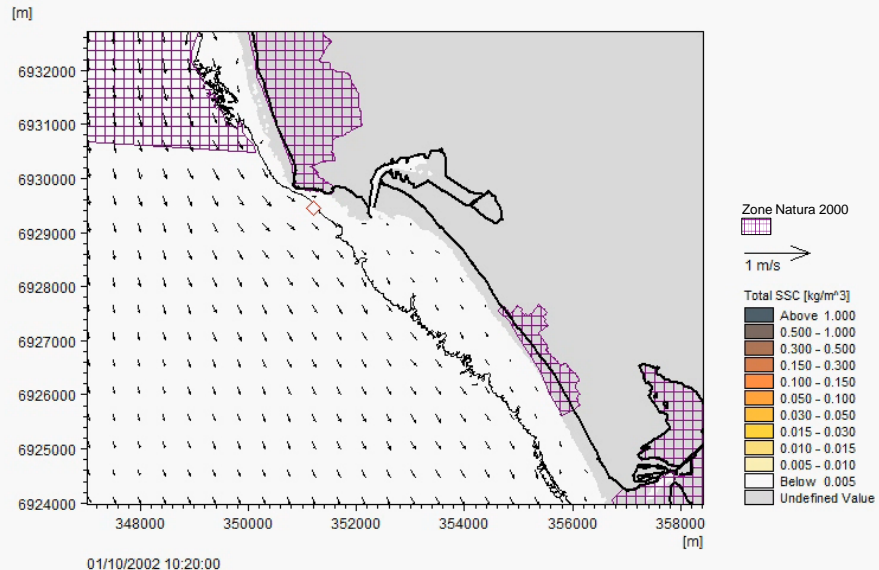 [m]
6932000
6931000
6930000
6929000
6928000
6927000
6926000
6925000
6924000
348000 350000 352000 354000 356000 358000
[m]
01/10/2002 10:20:00
Zone Natura 2000
1 m/s
Total SSC [kg/m^3]
Above 1.000
0.500 - 1.000
0.300 - 0.500
0.150 - 0.300
0.100 - 0.150
0.050 - 0.100
0.030 - 0.050
0.015 - 0.030
0.010 - 0.015
0.005 - 0.010
Below 0.005
Undefined Value